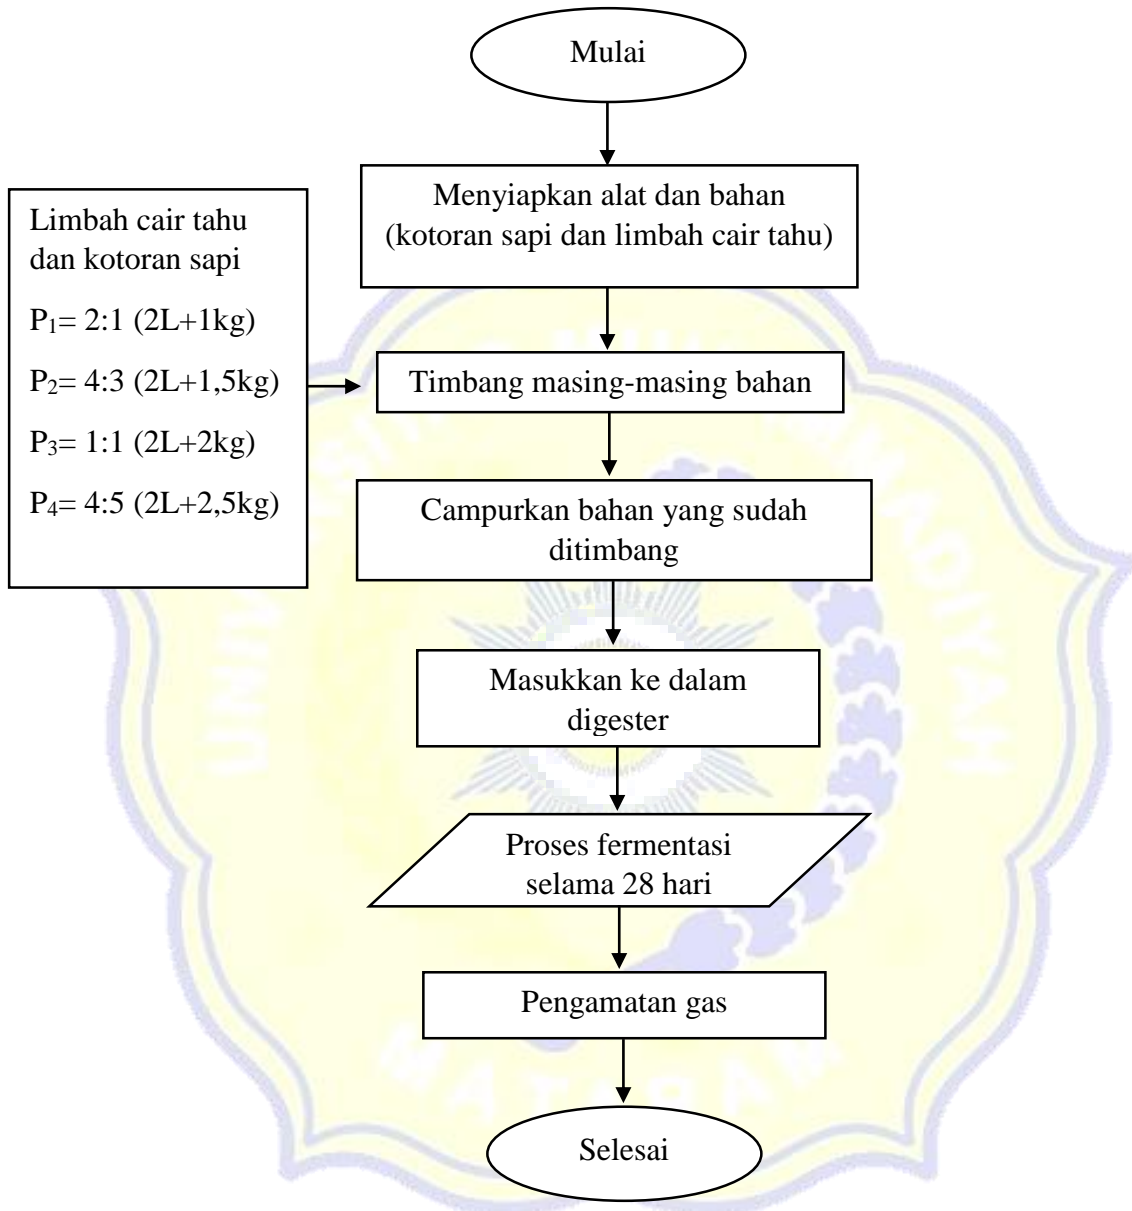 Mulai
Menyiapkan alat dan bahan
(kotoran sapi dan limbah cair tahu)
Limbah cair tahu
dan kotoran sapi
P₁= 2:1 (2L+1kg)
P₂= 4:3 (2L+1,5kg)
P₃= 1:1 (2L+2kg)
P₄= 4:5 (2L+2,5kg)
Timbang masing-masing bahan
Campurkan bahan yang sudah
ditimbang
Masukkan ke dalam
digester
Proses fermentasi
selama 28 hari
Pengamatan gas
Selesai
MATARAM